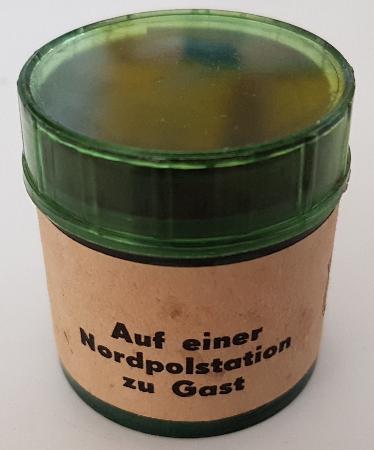 Auf einer
Nordpolstation
zu Gast